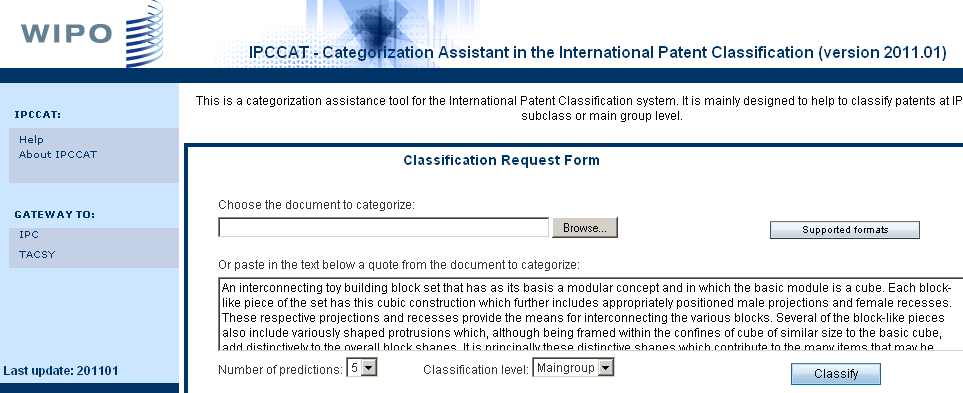 WIPO
IPCCAT - Categorization Assistant in the International Patent Classification (version 2011.01)
IPCCAT:
Help
About IPCCAT
GATEWAY TO:
IPC
TACSY
Last update: 201101
This is a categorization assistance tool for the International Patent Classification system. It is mainly designed to help to classify patents at IP
subclass or main group level.
Classification Request Form
Choose the document to categorize:
Browse...
Supported formats
Or paste in the text below a quote from the document to categorize:
An interconnecting toy building block set that has as its basis a modular concept and in which the basic module is a cube. Each block-
like piece of the set has this cubic construction which further includes appropriately positioned male projections and female recesses.
These respective projections and recesses provide the means for interconnecting the various blocks. Several of the block-like pieces
also include variously shaped protrusions which, although being framed within the confines of cube of similar size to the basic cube,
add distinctively to the overall block shapes. It is principally these distinctive shapes which contribute to the many items that may be
Number of predictions: 5
Classification level: Maingroup
Classify